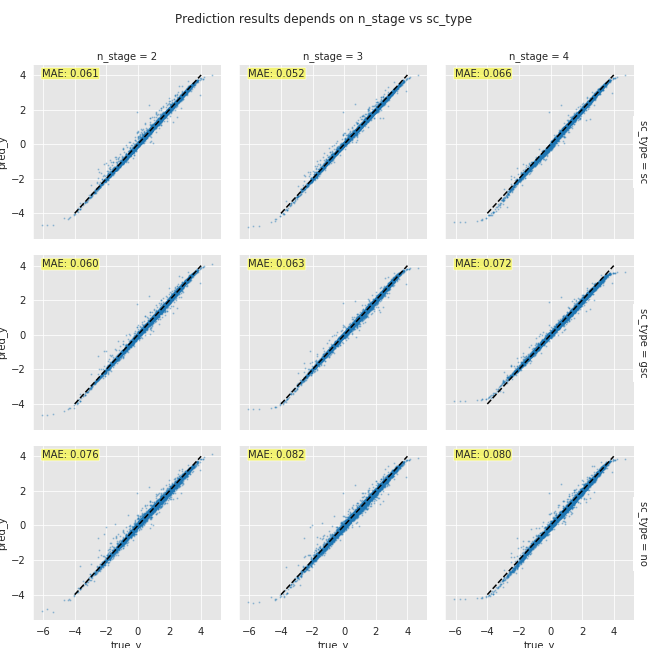 Prediction results depends on n_stage vs sc_type
n_stage = 2
n_stage = 3
n_stage = 4
MAE: 0.061
MAE: 0.052
MAE: 0.066
4
2
0
−2
−4
pred_y
sc_type = sc
MAE: 0.060
MAE: 0.063
MAE: 0.072
4
2
0
−2
−4
pred_y
sc_type = gsc
MAE: 0.076
MAE: 0.082
MAE: 0.080
4
2
0
−2
−4
pred_y
sc_type = no
−6 −4 −2 0 2 4
−6 −4 −2 0 2 4
−6 −4 −2 0 2 4
true_y
true_y
true_y